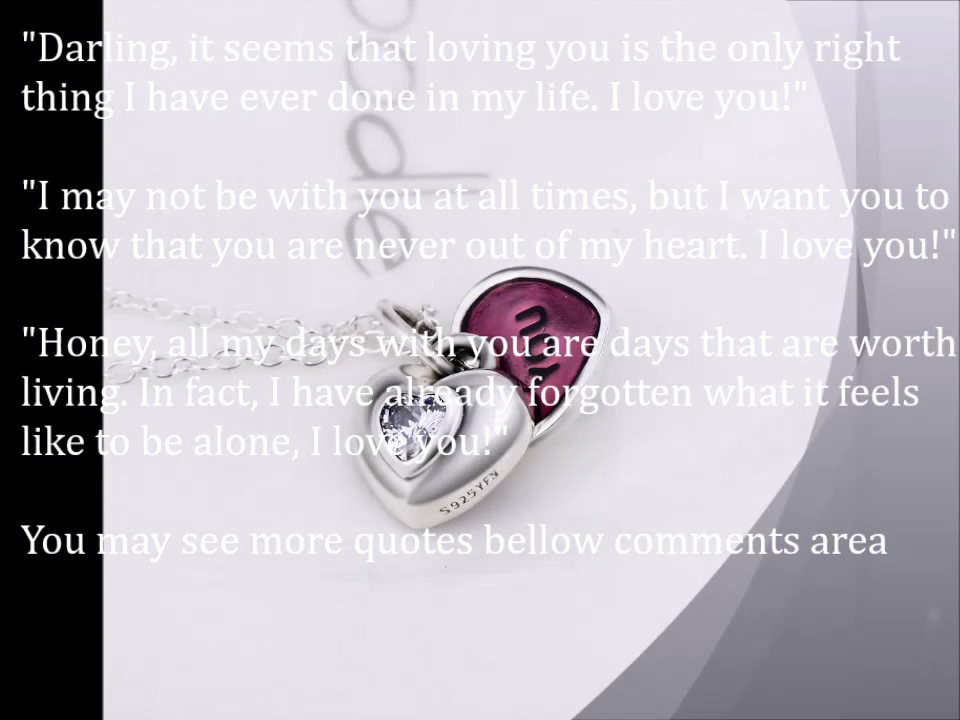 "Darling, it seems that loving you is the only right
thing I have ever done in my life. I love you!"
"I may not be with you at all times, but I want you to
know that you are never out of my heart. I love you!"
"Honey, all my days with you are days that are worth
living. In fact, I have already forgotten what it feels
like to be alone, I love you!"
You may see more quotes bellow comments area
S925YFN